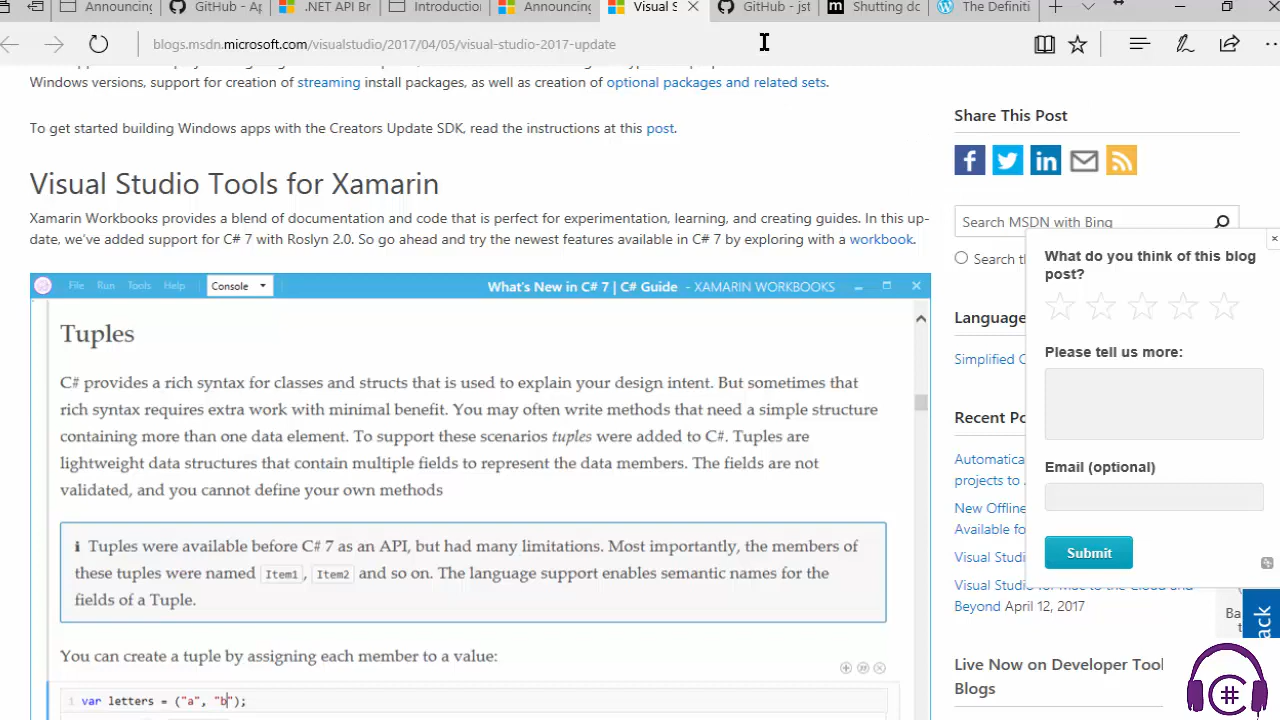 Announcing
GitHub - Ap
.NET API Br
Introductio
Announcing
Visual S
GitHub - jst
Shutting do
The Definiti
blogs.msdn.microsoft.com/visualstudio/2017/04/05/visual-studio-2017-update
Windows versions, support for creation of streaming install packages, as well as creation of optional packages and related sets.
To get started building Windows apps with the Creators Update SDK, read the instructions at this post.
Visual Studio Tools for Xamarin
Xamarin Workbooks provides a blend of documentation and code that is perfect for experimentation, learning, and creating guides. In this up-
date, we've added support for C# 7 with Roslyn 2.0. So go ahead and try the newest features available in C# 7 by exploring with a workbook.
File Run Tools Help Console What's New in C# 7 | C# Guide - XAMARIN WORKBOOKS
Tuples
C# provides a rich syntax for classes and structs that is used to explain your design intent. But sometimes that
rich syntax requires extra work with minimal benefit. You may often write methods that need a simple structure
containing more than one data element. To support these scenarios tuples were added to C#. Tuples are
lightweight data structures that contain multiple fields to represent the data members. The fields are not
validated, and you cannot define your own methods
i Tuples were available before C# 7 as an API, but had many limitations. Most importantly, the members of
these tuples were named Item1, Item2 and so on. The language support enables semantic names for the
fields of a Tuple.
You can create a tuple by assigning each member to a value:
1 var letters = ("a", "b");
Share This Post
Search MSDN with Bing
Search th
Language
Simplified C
Recent Po
Automatica
projects to
New Offline
Available fo
Visual Studi
Visual Studio for Mac to the Cloud and
Beyond April 12, 2017
Live Now on Developer Tool
Blogs
What do you think of this blog
post?
Please tell us more:
Email (optional)
Submit
Ba
ack
#